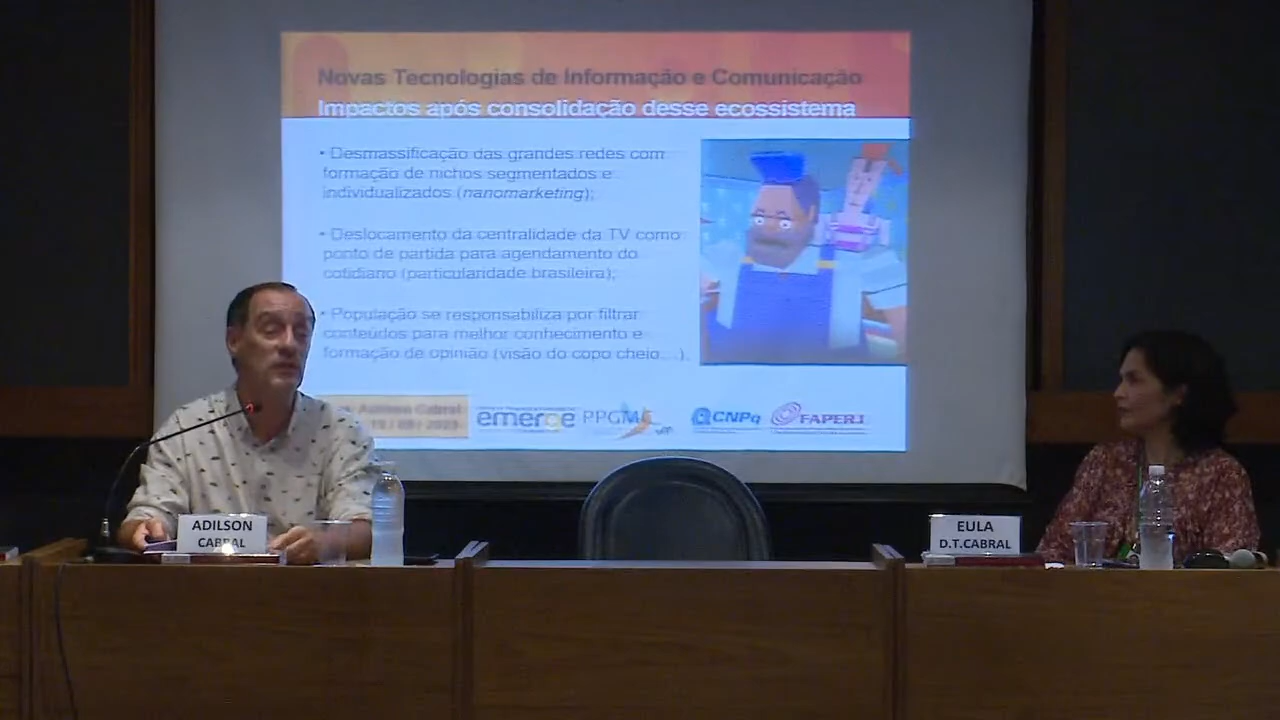 Novas Tecnologias de Informação e Comunicação
Impactos após consolidação desse ecossistema
• Desmassificação das grandes redes com
formação de nichos segmentados e
individualizados (nanomarketing);
• Deslocamento da centralidade da TV como
ponto de partida para agendamento do
cotidiano (particularidade brasileira);
• População se responsabiliza por filtrar
conteúdos para melhor conhecimento e
formação de opinião (visão do copo cheio...).
Adilson Cabral
emerge PPGMC CNPq FAPERJ
ADILSON
CABRAL
EULA
D.T.CABRAL